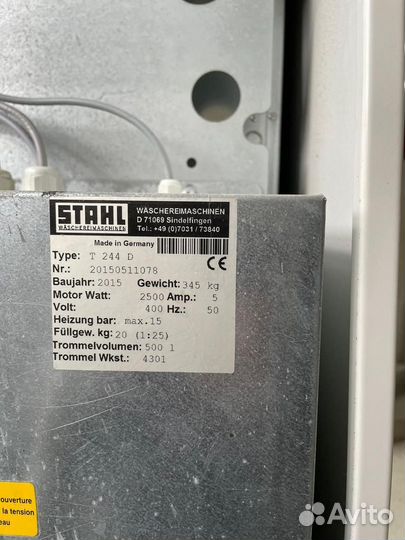 STAHL
WÄSCHEREIMASCHINEN
WÄSCHEREIMASCHINEN
D 71069 Sindelfingen
Tel.: +49 (0)7031 / 73840
Made in Germany
Type: T 244 D
Nr.: 20150511078
CE
Baujahr: 2015 Gewicht: 345 kg
Motor Watt: 2500 Amp.: 5
Volt: 400 Hz.: 50
Heizung bar: max.15
Füllgew. kg: 20 (1:25)
Trommelvolumen: 500 l
Trommel Wkst.: 4301
ouverture
la tension
eau
Avito